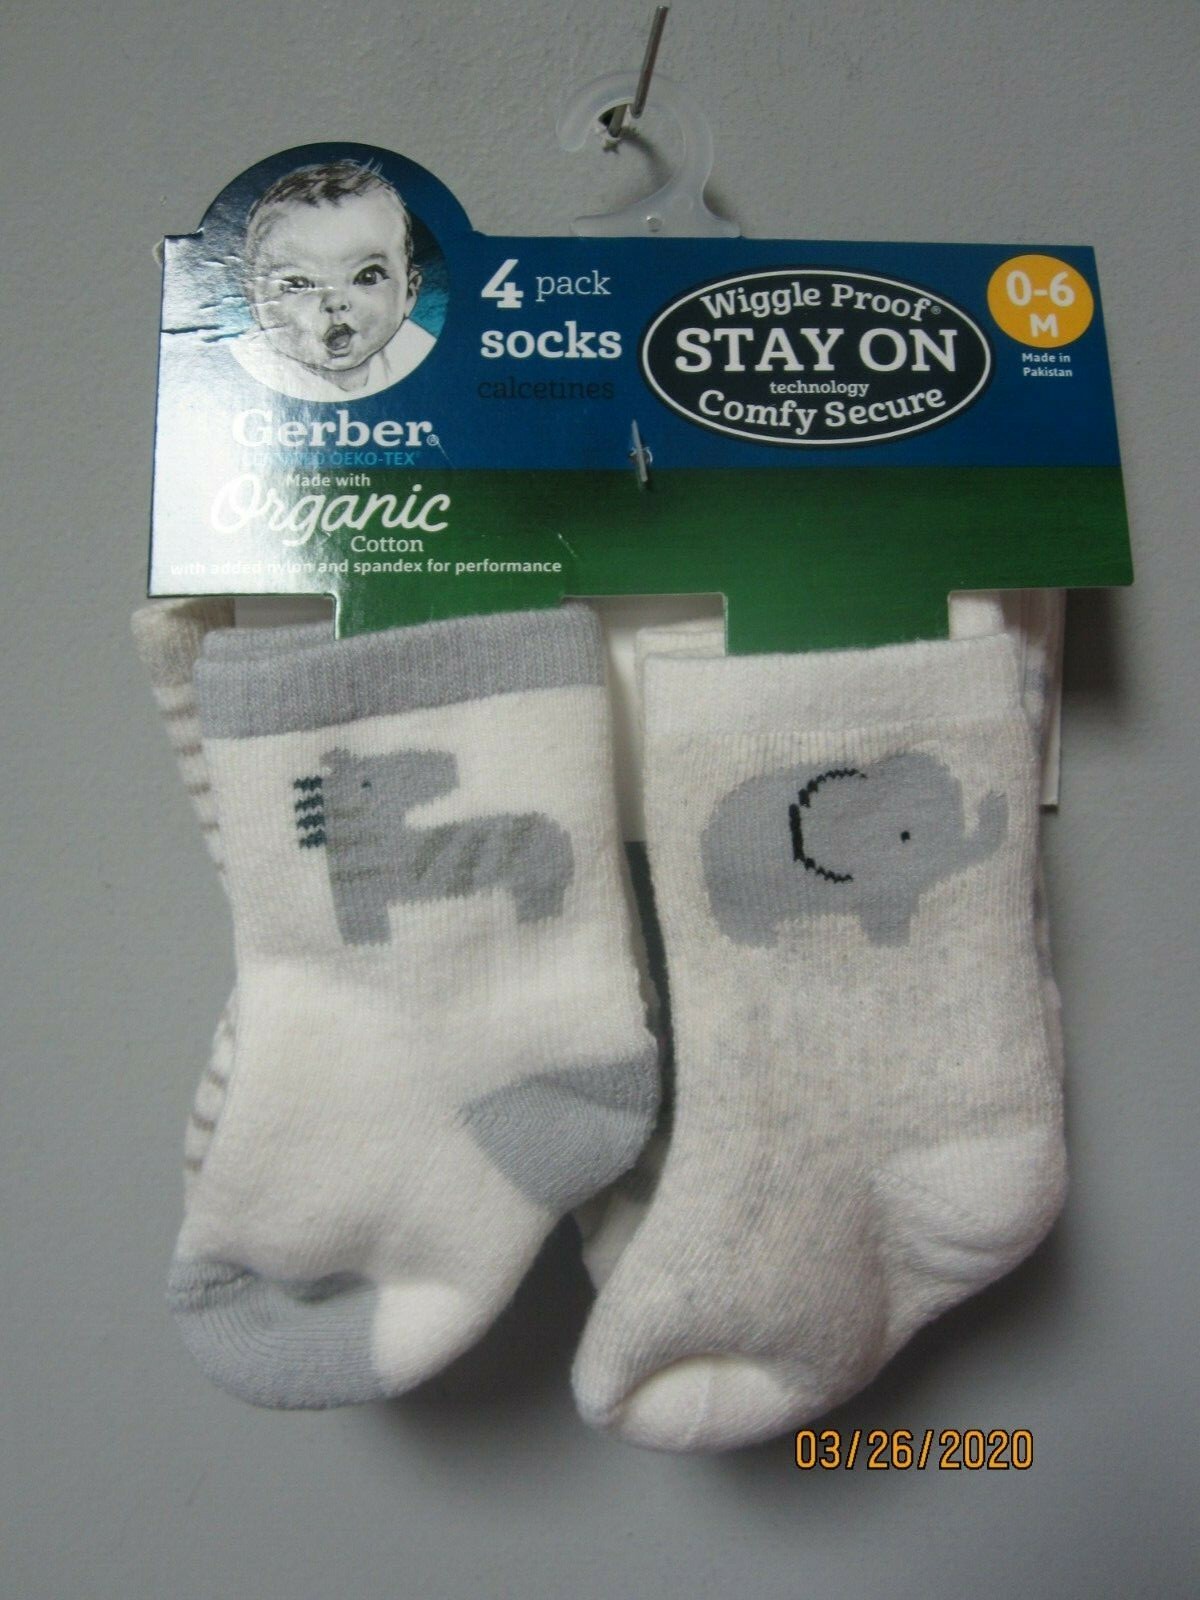 4 pack
socks
calcetines
Wiggle Proof®
STAY ON
technology
Comfy Secure
0-6
M
Made in
Pakistan
Gerber®
OEKO-TEX®
Made with
Organic
Cotton
with added nylon and spandex for performance
03/26/2020